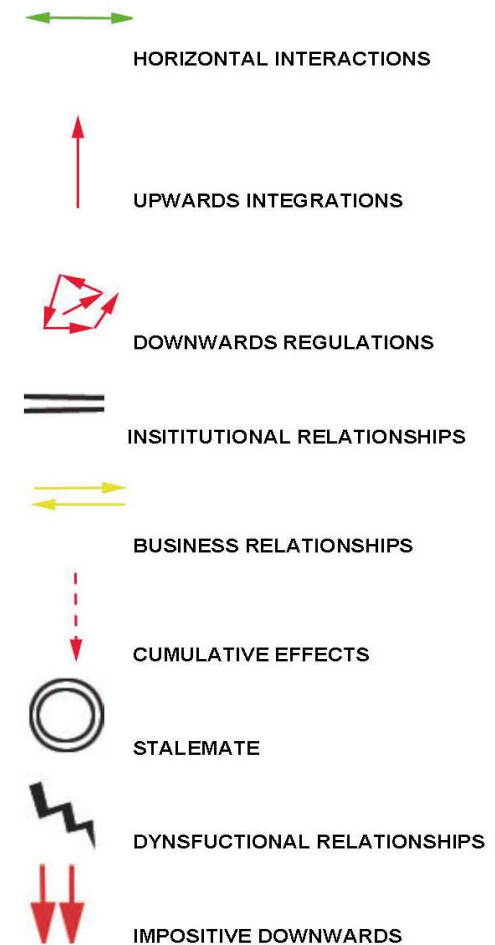 HORIZONTAL INTERACTIONS
UPWARDS INTEGRATIONS
DOWNWARDS REGULATIONS
INSITITUTIONAL RELATIONSHIPS
BUSINESS RELATIONSHIPS
CUMULATIVE EFFECTS
STALEMATE
DYNSFUCTIONAL RELATIONSHIPS
IMPOSITIVE DOWNWARDS